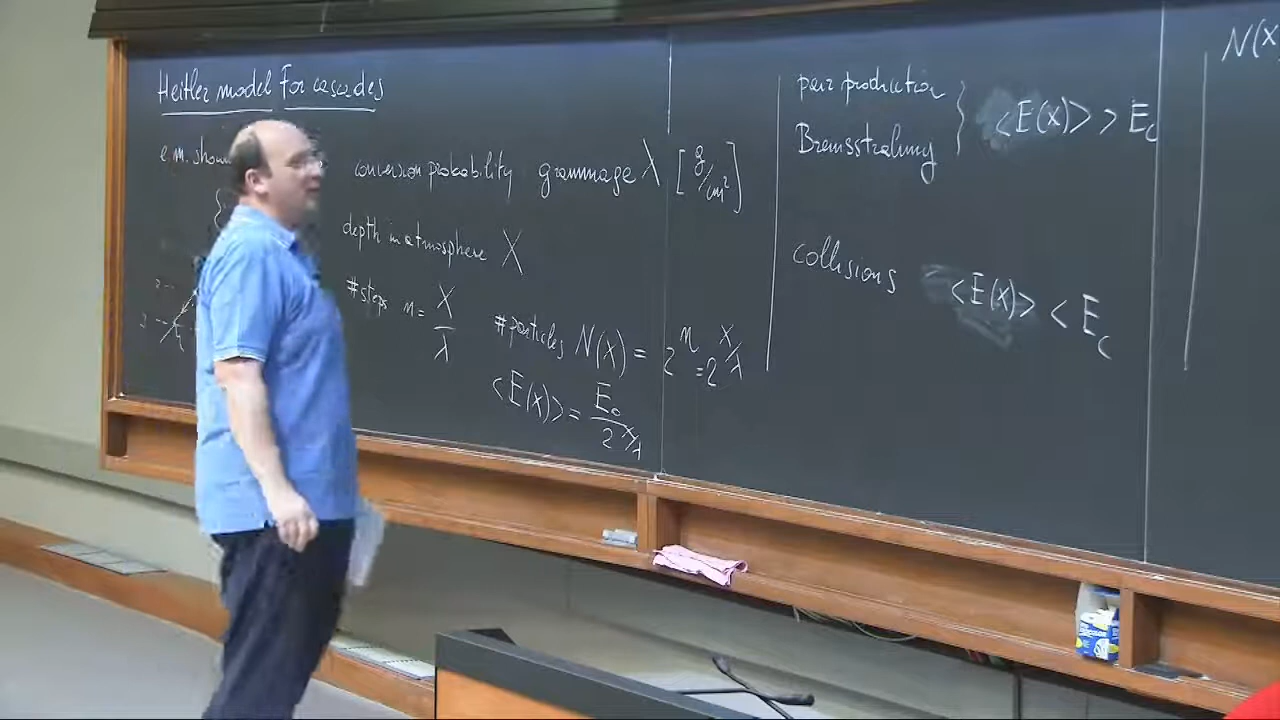 Heitler model for cascades
e.m. show
conversion probability grammage λ [g/cm²]
depth in atmosphere X
#steps n = X/λ
#particles N(X) = 2^n = 2^X/λ
<E(X)> = E₀/2^X/λ
pair production
Bremsstrahlung } <E(X)> > E_c
collisions <E(X)> < E_c
N(X